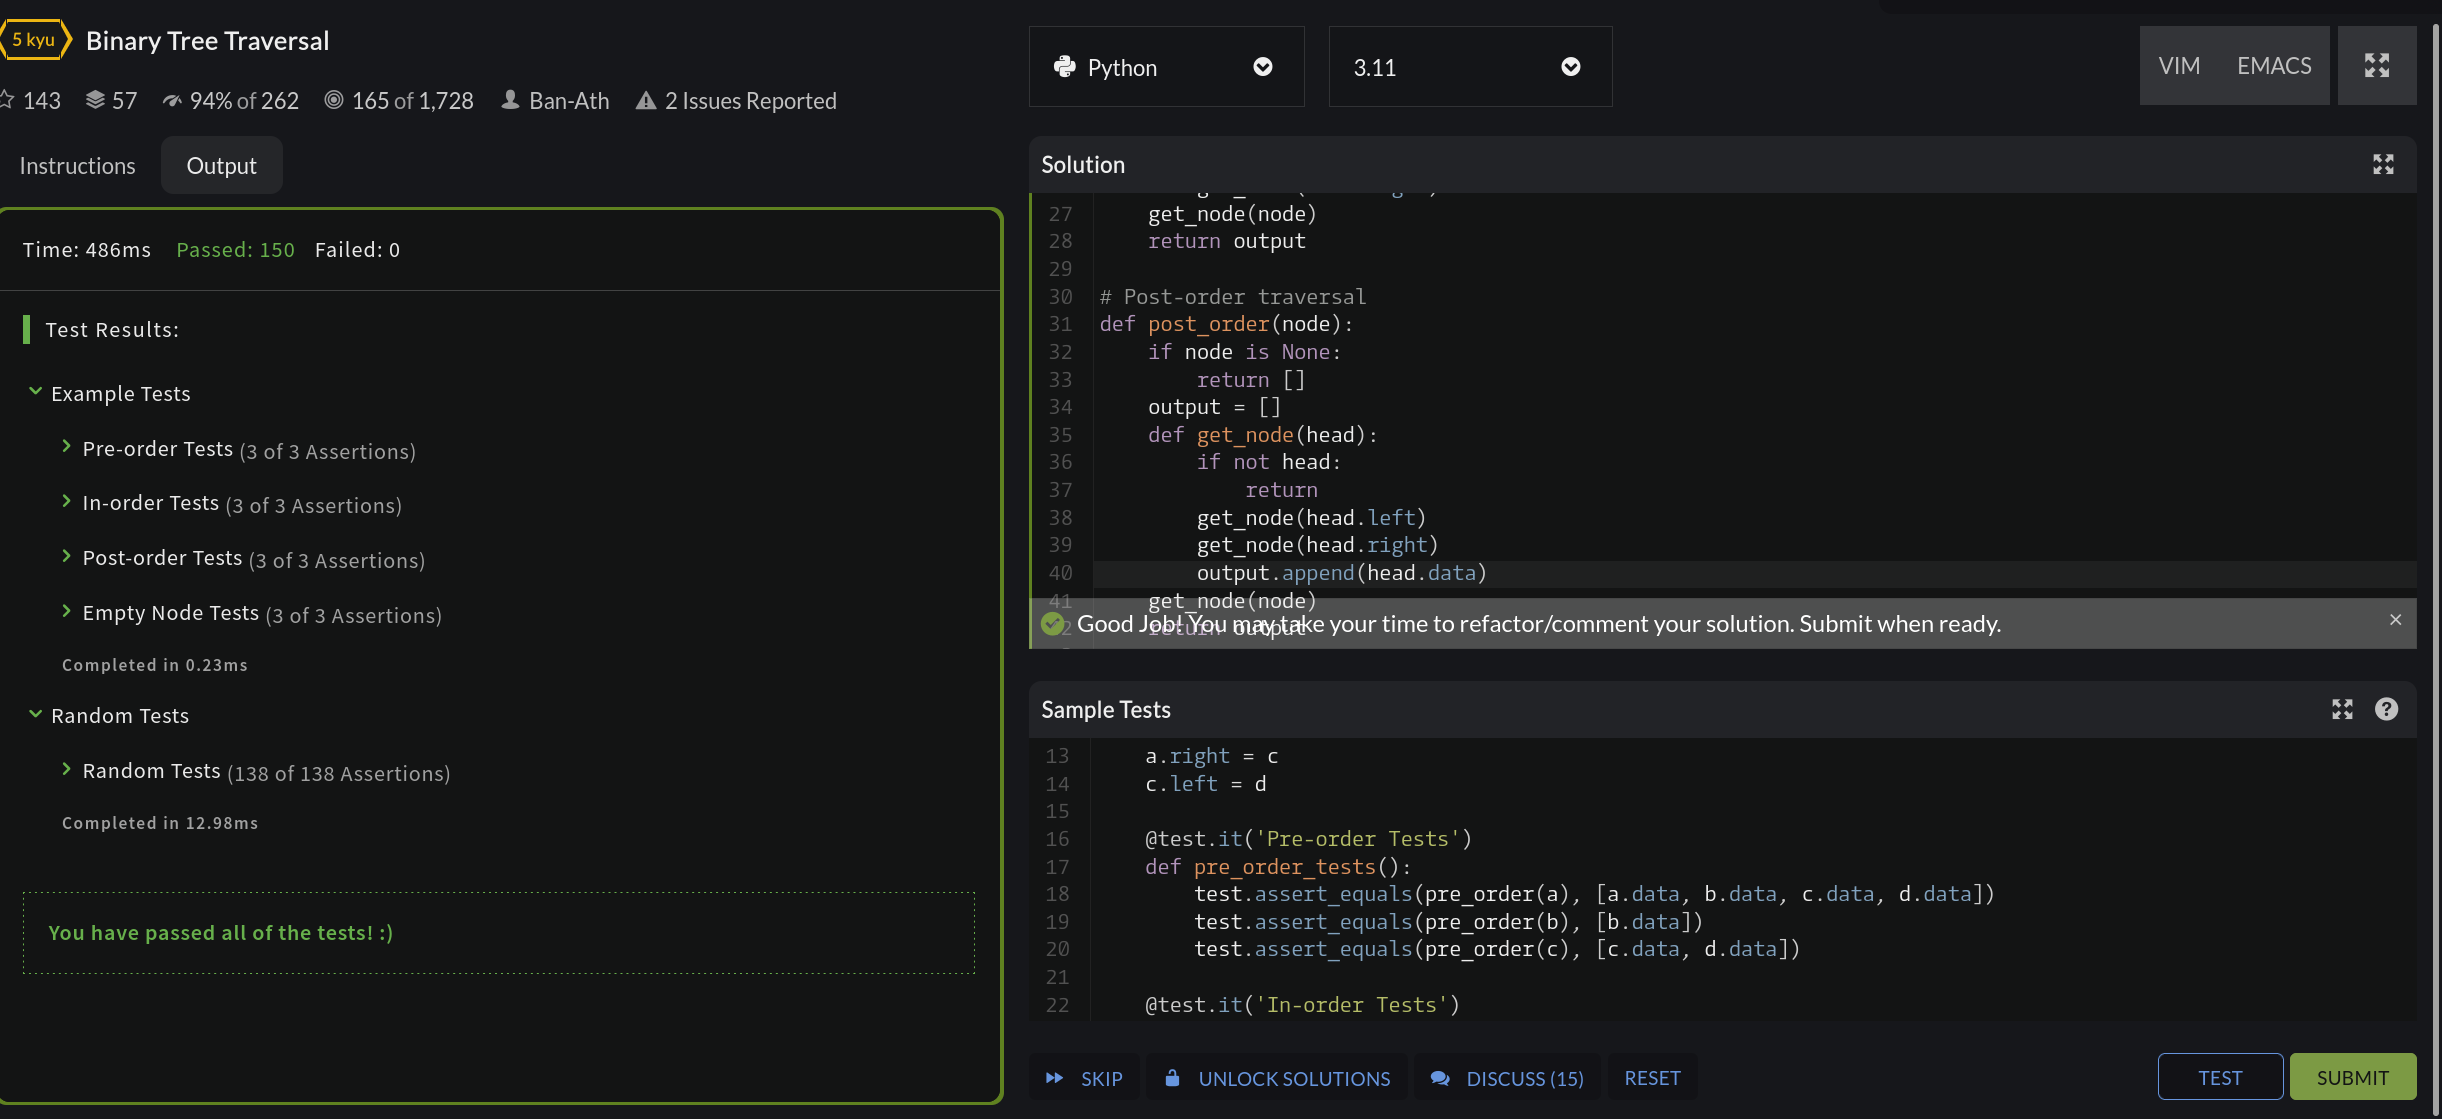 5 kyu Binary Tree Traversal
143 57 94% of 262 165 of 1,728 Ban-Ath 2 Issues Reported
Instructions Output
Time: 486ms Passed: 150 Failed: 0
Test Results:
Example Tests
Pre-order Tests (3 of 3 Assertions)
In-order Tests (3 of 3 Assertions)
Post-order Tests (3 of 3 Assertions)
Empty Node Tests (3 of 3 Assertions)
Completed in 0.23ms
Random Tests
Random Tests (138 of 138 Assertions)
Completed in 12.98ms
You have passed all of the tests! :)
Python 3.11 VIM EMACS
Solution
27 get_node(node)
28 return output
29
30 # Post-order traversal
31 def post_order(node):
32 if node is None:
33 return []
34 output = []
35 def get_node(head):
36 if not head:
37 return
38 get_node(head.left)
39 get_node(head.right)
40 output.append(head.data)
41 get_node(node)
return output
Good Job! You may take your time to refactor/comment your solution. Submit when ready.
Sample Tests
13 a.right = c
14 c.left = d
15
16 @test.it('Pre-order Tests')
17 def pre_order_tests():
18 test.assert_equals(pre_order(a), [a.data, b.data, c.data, d.data])
19 test.assert_equals(pre_order(b), [b.data])
20 test.assert_equals(pre_order(c), [c.data, d.data])
21
22 @test.it('In-order Tests')
SKIP UNLOCK SOLUTIONS DISCUSS (15) RESET TEST SUBMIT